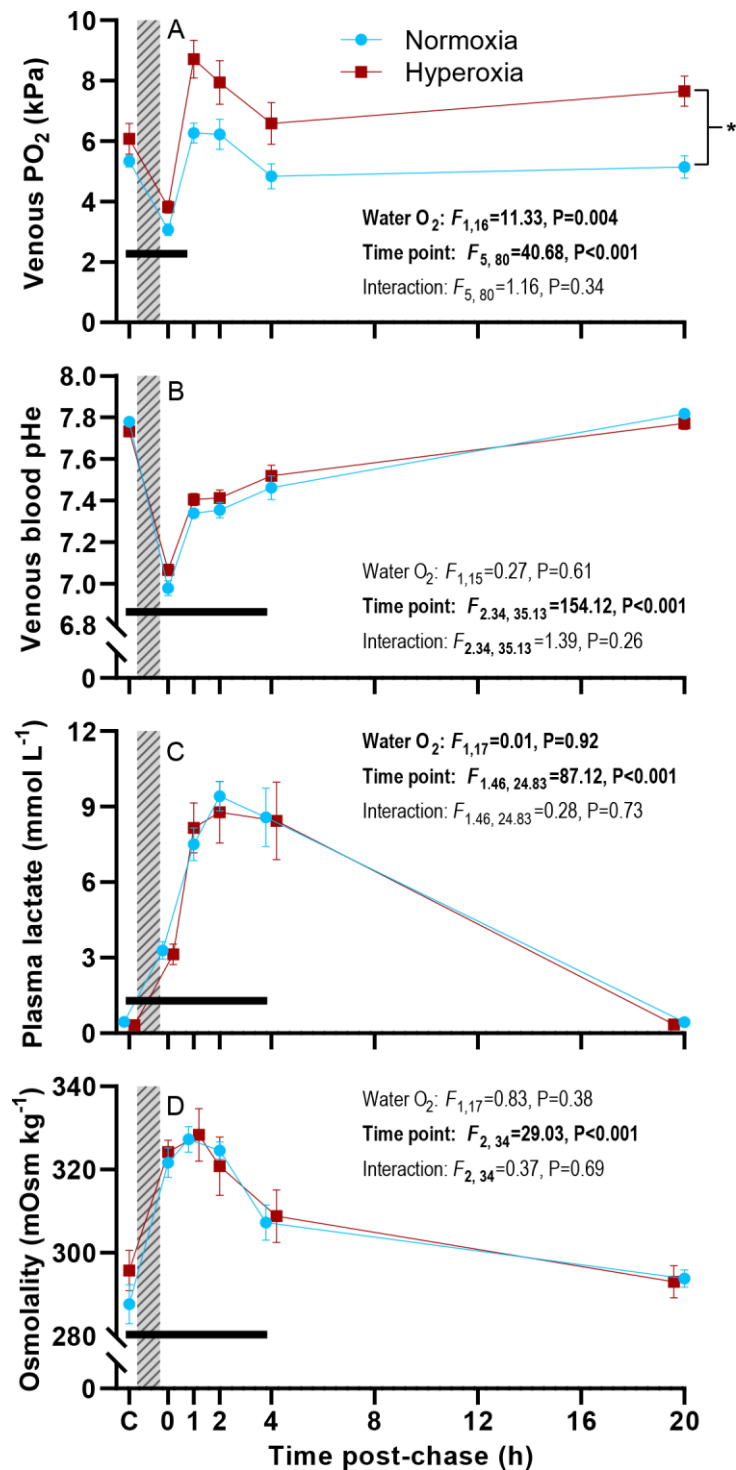 A
Normoxia
Hyperoxia
Venous PO2 (kPa)
10
8
6
4
2
0
*
Water O2: F1,16=11.33, P=0.004
Time point: F5, 80=40.68, P<0.001
Interaction: F5, 80=1.16, P=0.34
B
Venous blood pHe
8.0
7.8
7.6
7.4
7.2
7.0
6.8
0
Water O2: F1,15=0.27, P=0.61
Time point: F2.34, 35.13=154.12, P<0.001
Interaction: F2.34, 35.13=1.39, P=0.26
C
Plasma lactate (mmol L-1)
12
9
6
3
0
Water O2: F1,17=0.01, P=0.92
Time point: F1.46, 24.83=87.12, P<0.001
Interaction: F1.46, 24.83=0.28, P=0.73
D
Osmolality (mOsm kg-1)
340
320
300
280
0
Water O2: F1,17=0.83, P=0.38
Time point: F2, 34=29.03, P<0.001
Interaction: F2, 34=0.37, P=0.69
C 0 1 2 4 8 12 16 20
Time post-chase (h)